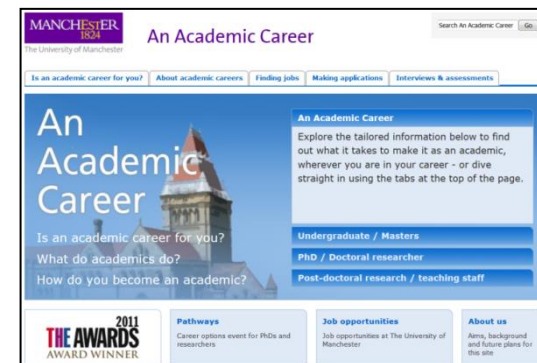 MANCHESTER
1824
The University of Manchester
An Academic Career
Search An Academic Career Go
Is an academic career for you? About academic careers Finding jobs Making applications Interviews & assessments
An
Academic
Career
Is an academic career for you?
What do academics do?
How do you become an academic?
An Academic Career
Explore the tailored information below to find
out what it takes to make it as an academic,
wherever you are in your career - or dive
straight in using the tabs at the top of the page.
Undergraduate / Masters
PhD / Doctoral researcher
Post-doctoral research / teaching staff
2011
THE AWARDS
AWARD WINNER
Pathways
Career options event for PhDs and
researchers
Job opportunities
Job opportunities at The University of
Manchester
About us
Aims, background
and future plans for
this site